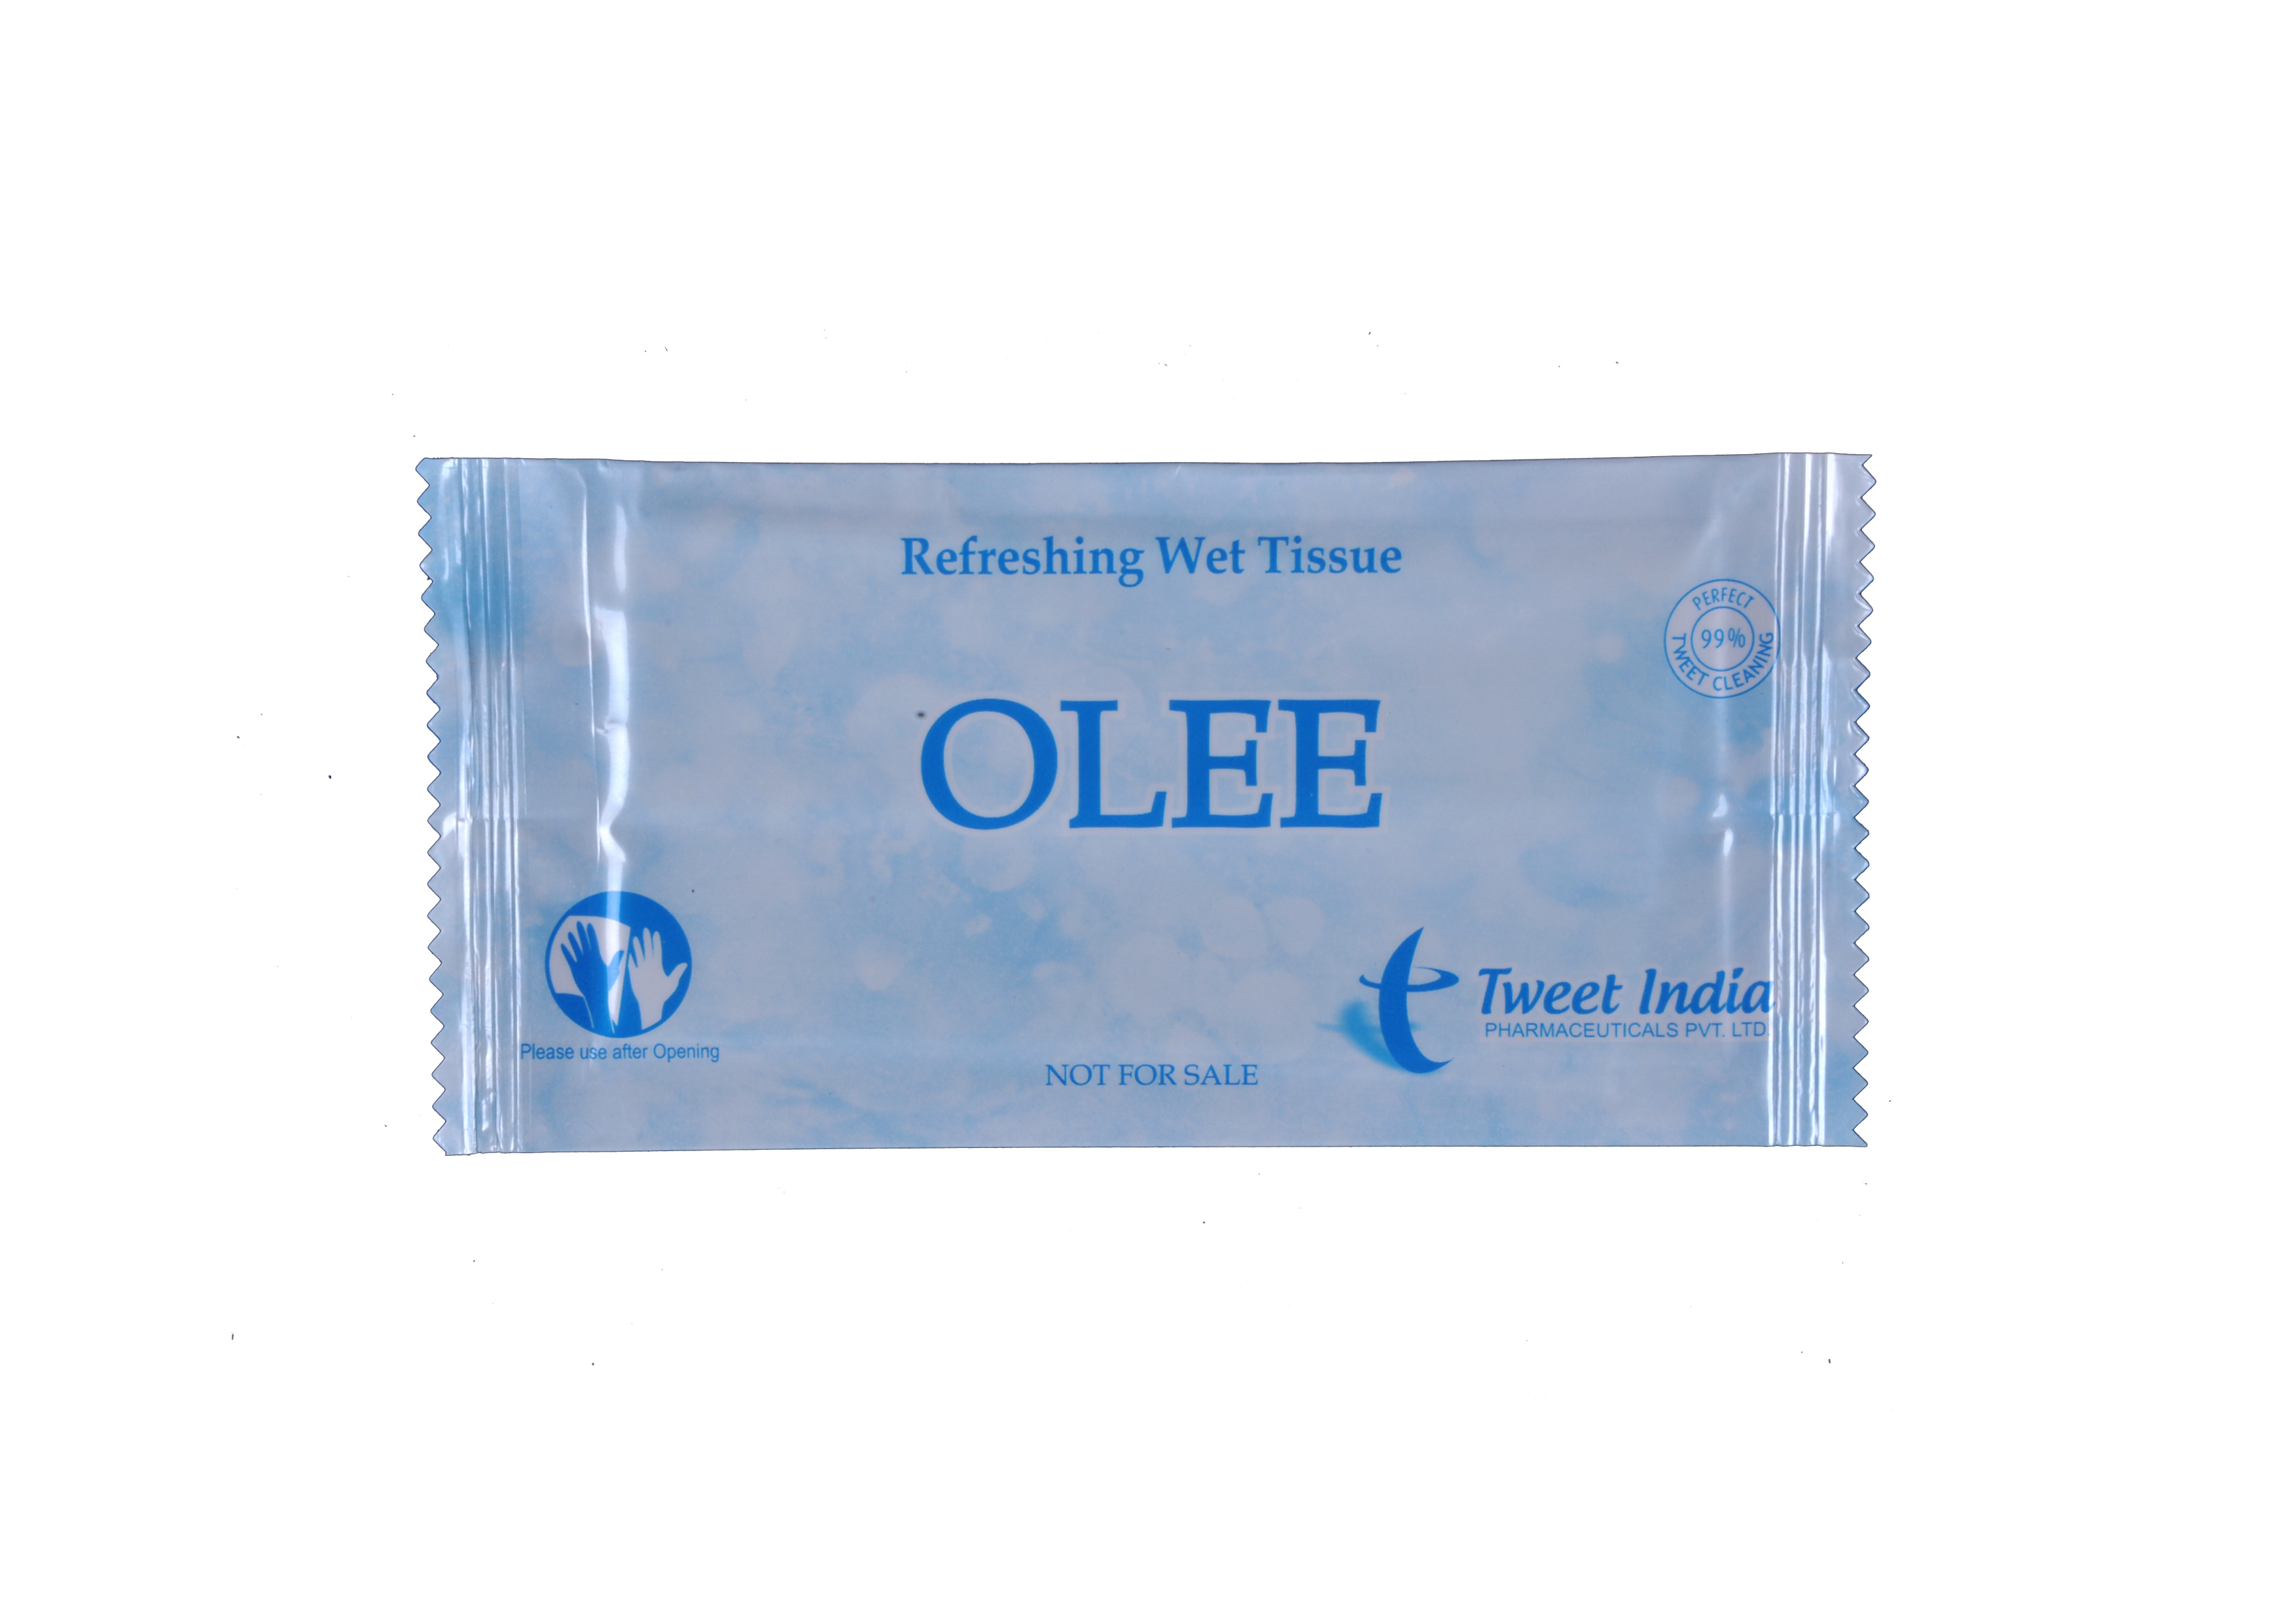 Refreshing Wet Tissue
PERFECT
99%
TWEET CLEANING
OLEE
Please use after Opening
Tweet India
PHARMACEUTICALS PVT. LTD.
NOT FOR SALE